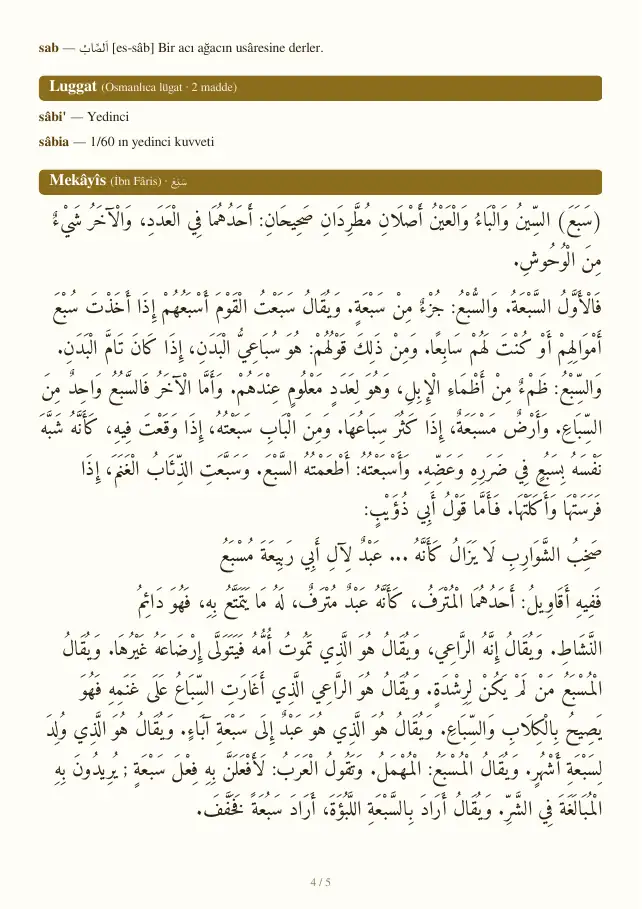 sab — اَلصَّابُ [es-sâb] Bir acı ağacın usâresine derler.
Luggat (Osmanlıca lügat · 2 madde)
sâbi' — Yedinci
sâbia — 1/60 ın yedinci kuvveti
Mekâyîs (İbn Fâris) · سَبَعَ
(سَبَعَ) السِّينُ وَالْبَاءُ وَالْعَيْنُ أَصْلَانِ مُطَّرِدَانِ صَحِيحَانِ: أَحَدُهُمَا فِي الْعَدَدِ، وَالْآخَرُ شَيْءٌ
مِنَ الْوُحُوشِ.
فَالْأَوَّلُ السَّبْعَةُ. وَالسُّبْعُ: جُزْءٌ مِنْ سَبْعَةٍ. وَيُقَالُ سَبَعْتُ الْقَوْمَ أَسْبَعُهُمْ إِذَا أَخَذْتَ سُبْعَ
أَمْوَالِهِمْ أَوْ كُنْتَ لَهُمْ سَابِعًا. وَمِنْ ذَلِكَ قَوْلُهُمْ: هُوَ سُبَاعِيُّ الْبَدَنِ، إِذَا كَانَ تَامَّ الْبَدَنِ.
وَالسِّبْعُ: ظِمْءٌ مِنْ أَظْمَاءِ الْإِبِلِ، وَهُوَ لِعَدَدٍ مَعْلُومٍ عِنْدَهُمْ. وَأَمَّا الْآخَرُ فَالسَّبُعُ وَاحِدٌ مِنَ
السِّبَاعِ. وَأَرْضٌ مَسْبَعَةٌ، إِذَا كَثُرَ سِبَاعُهَا. وَمِنَ الْبَابِ سَبَعْتُهُ، إِذَا وَقَعْتَ فِيهِ، كَأَنَّهُ شَبَّهَ
نَفْسَهُ بِسَبُعٍ فِي ضَرَرِهِ وَعَضِّهِ. وَأَسْبَعْتُهُ: أَطْعَمْتُهُ السَّبُعَ. وَسَبَّعَتِ الذِّئَابُ الْغَنَمَ، إِذَا
فَرَسَتْهَا وَأَكَلَتْهَا. فَأَمَّا قَوْلُ أَبِي ذُؤَيْبٍ:
صَخِبُ الشَّوَارِبِ لَا يَزَالُ كَأَنَّهُ ... عَبْدٌ لِآلِ أَبِي رَبِيعَةَ مُسْبَعُ
فَفِيهِ أَقَاوِيلُ: أَحَدُهُمَا الْمُتْرَفُ، كَأَنَّهُ عَبْدٌ مُتْرَفٌ، لَهُ مَا يَتَمَتَّعُ بِهِ، فَهُوَ دَائِمُ
النَّشَاطِ. وَيُقَالُ إِنَّهُ الرَّاعِي، وَيُقَالُ هُوَ الَّذِي تَمُوتُ أُمُّهُ فَيَتَوَلَّى إِرْضَاعَهُ غَيْرُهَا. وَيُقَالُ
الْمُسْبَعُ مَنْ لَمْ يَكُنْ لِرِشْدَةٍ. وَيُقَالُ هُوَ الرَّاعِي الَّذِي أَغَارَتِ السِّبَاعُ عَلَى غَنَمِهِ فَهُوَ
يَصِيحُ بِالْكِلَابِ وَالسِّبَاعِ. وَيُقَالُ هُوَ الَّذِي هُوَ عَبْدٌ إِلَى سَبْعَةِ آبَاءٍ. وَيُقَالُ هُوَ الَّذِي وُلِدَ
لِسَبْعَةِ أَشْهُرٍ. وَيُقَالُ الْمُسْبَعُ: الْمُهْمَلُ. وَتَقُولُ الْعَرَبُ: لَأَفْعَلَنَّ بِهِ فِعْلَ سَبْعَةٍ ; يُرِيدُونَ بِهِ
الْمُبَالَغَةَ فِي الشَّرِّ. وَيُقَالُ أَرَادَ بِالسَّبْعَةِ اللَّبُؤَةَ، أَرَادَ سَبُعَةً فَخَفَّفَ.
4 / 5